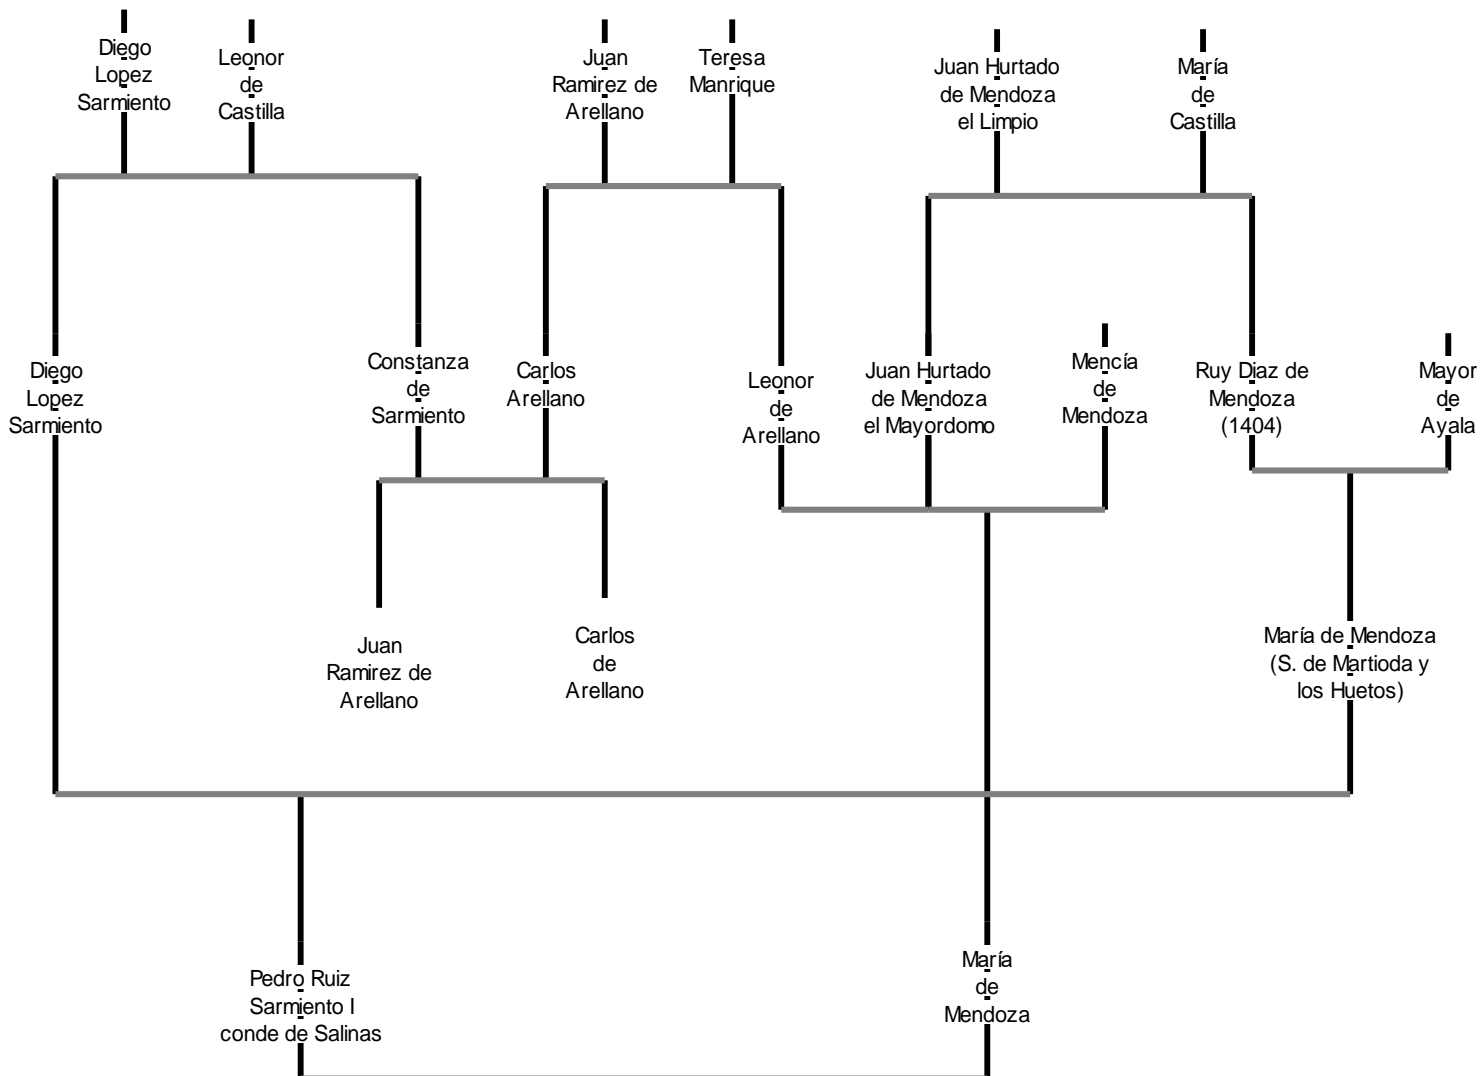 Diego
Lopez
Sarmiento
Leonor
de
Castilla
Juan
Ramirez de
Arellano
Teresa
Manrique
Juan Hurtado
de Mendoza
el Limpio
María
de
Castilla
Diego
Lopez
Sarmiento
Constanza
de
Sarmiento
Carlos
Arellano
Leonor
de
Arellano
Juan Hurtado
de Mendoza
el Mayordomo
Mencía
de
Mendoza
Ruy Diaz de
Mendoza
(1404)
Mayor
de
Ayala
Juan
Ramirez de
Arellano
Carlos
de
Arellano
María de Mendoza
(S. de Martioda y
los Huetos)
Pedro Ruiz
Sarmiento I
conde de Salinas
María
de
Mendoza